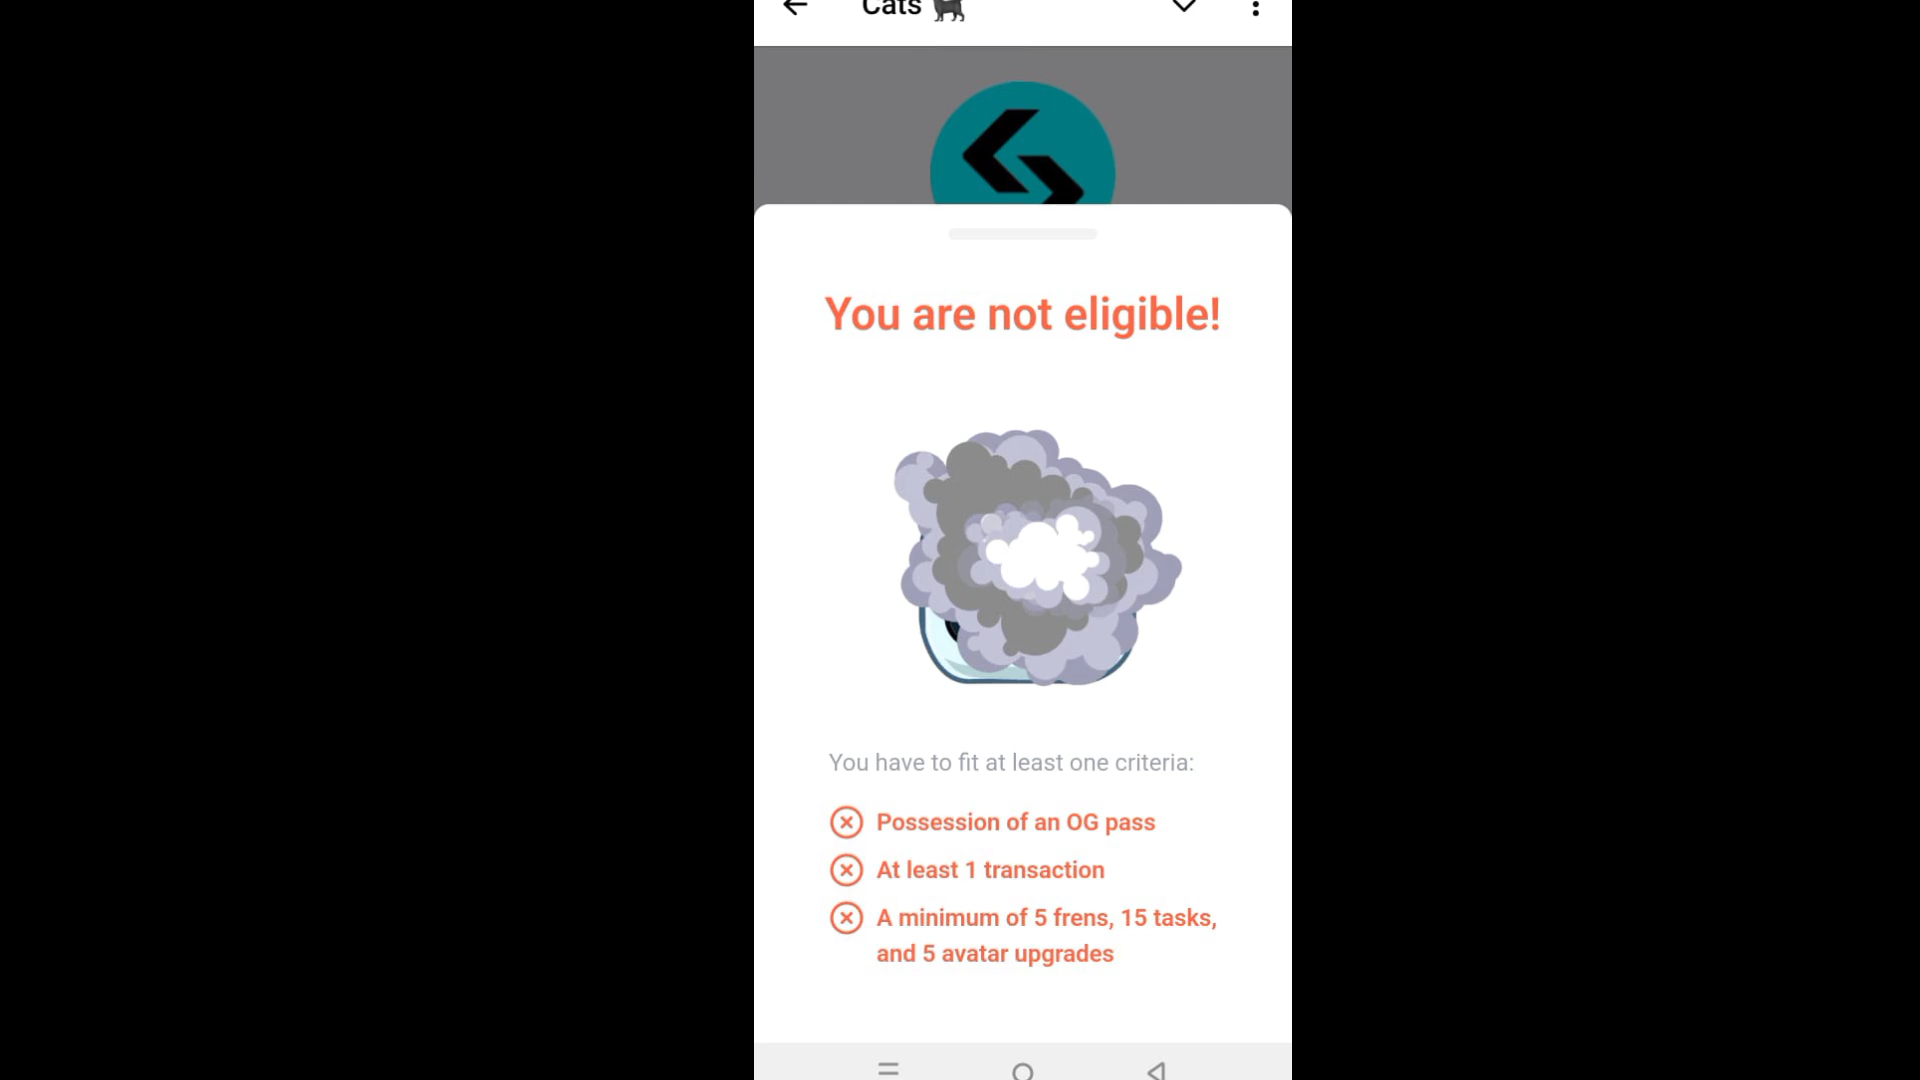 Cats
You are not eligible!
You have to fit at least one criteria:
Possession of an OG pass
At least 1 transaction
A minimum of 5 frens, 15 tasks,
and 5 avatar upgrades